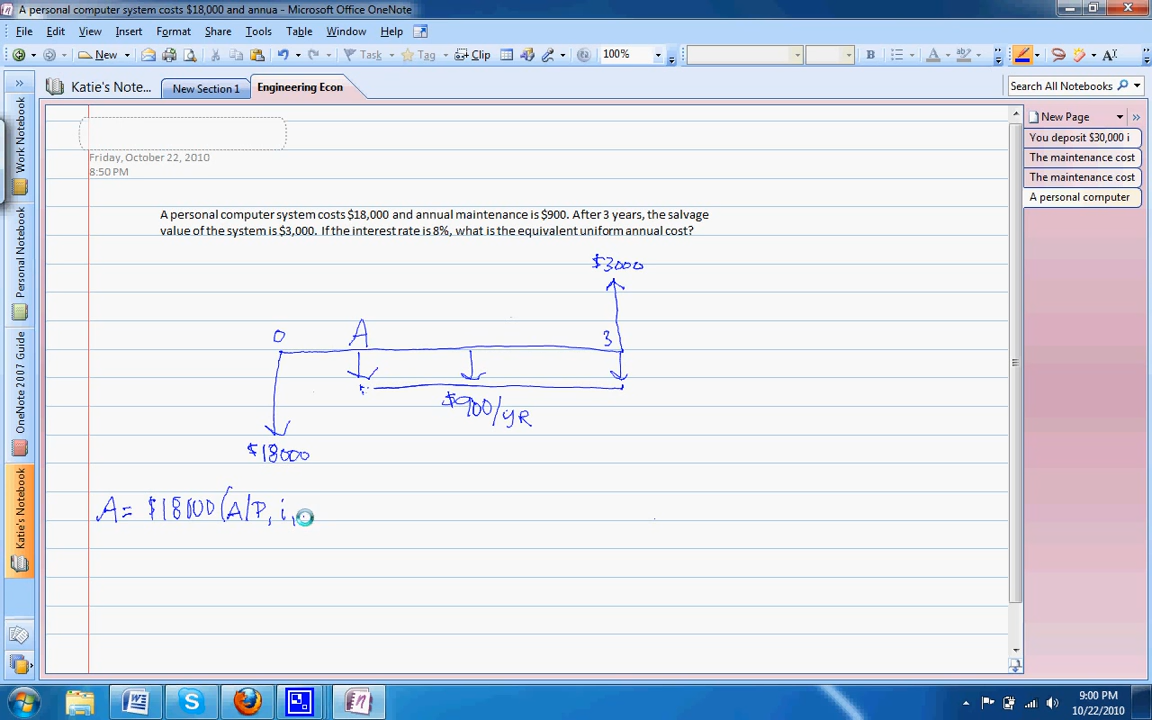 A personal computer system costs $18,000 and annua - Microsoft Office OneNote
File Edit View Insert Format Share Tools Table Window Help
New Task Tag Clip 100% B A ab A
Katie's Note... New Section 1 Engineering Econ Search All Notebooks
Work Notebook
Personal Notebook
OneNote 2007 Guide
Katie's Notebook
New Page
You deposit $30,000 i
The maintenance cost
The maintenance cost
A personal computer
Friday, October 22, 2010
8:50 PM
A personal computer system costs $18,000 and annual maintenance is $900. After 3 years, the salvage
value of the system is $3,000. If the interest rate is 8%, what is the equivalent uniform annual cost?
$3000
0 A 3
$900/yR
$18000
A= $18000(A/P, i,
W S
9:00 PM
10/22/2010